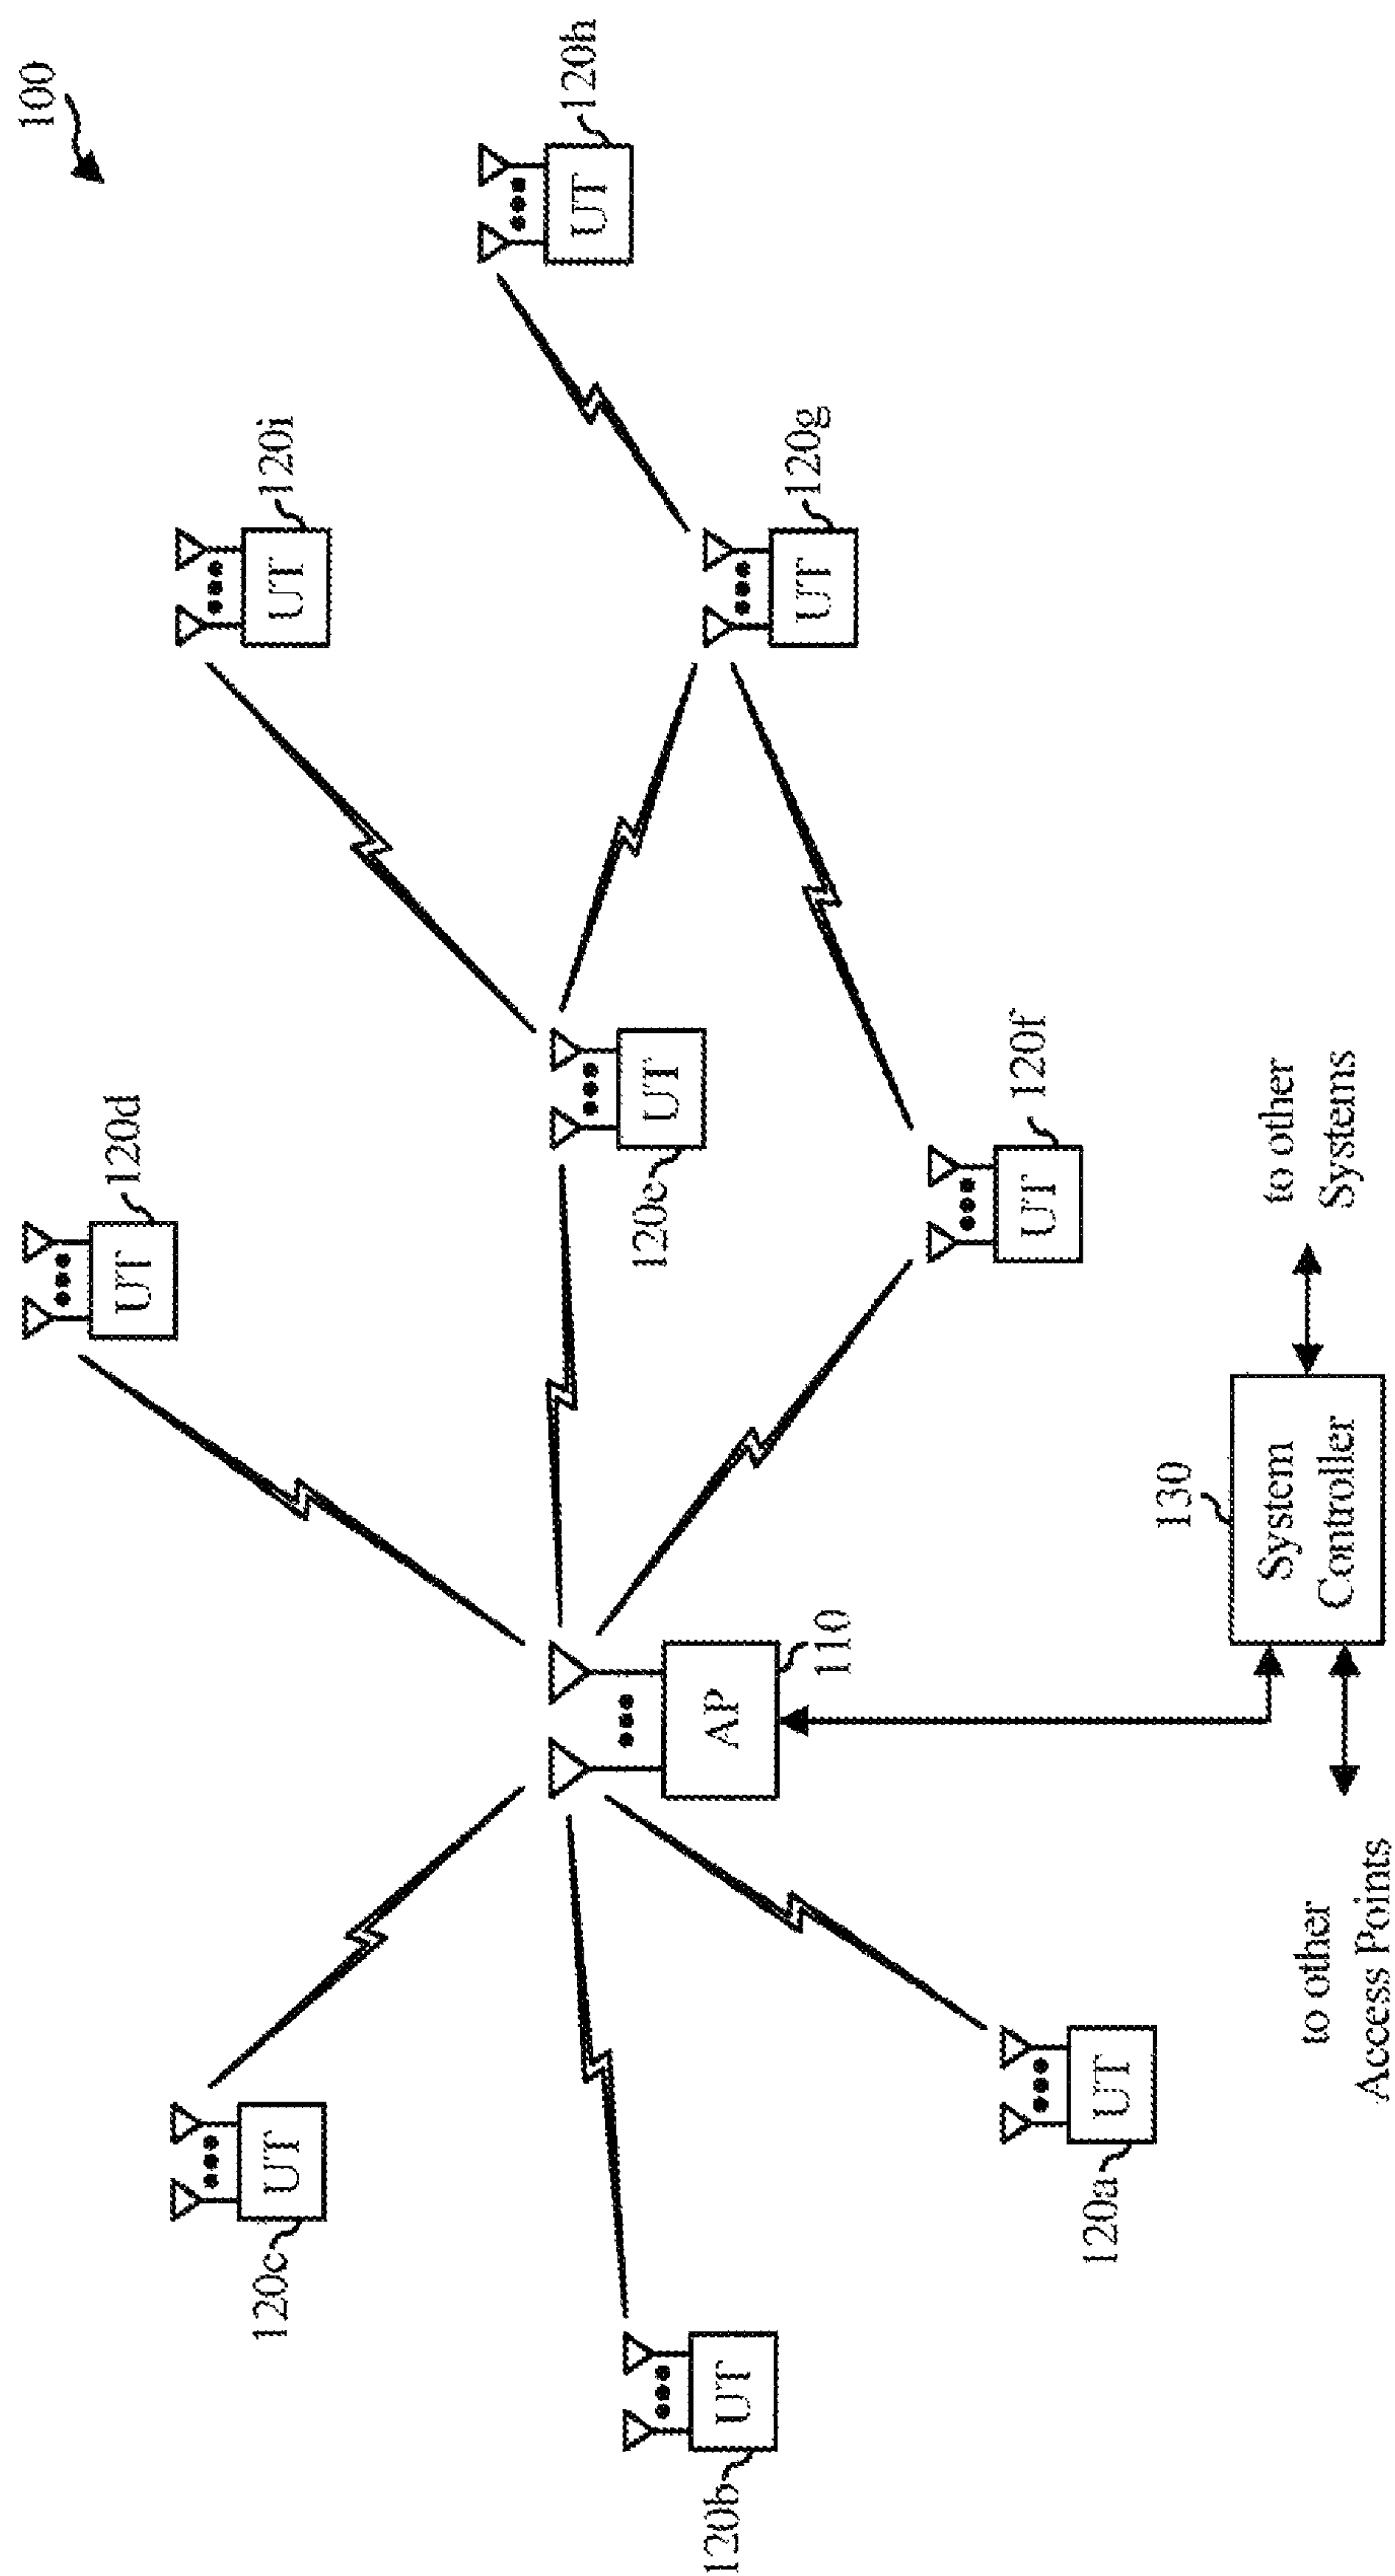 100
120d
UT
120i
UT
120c
UT
120h
UT
120e
UT
120b
UT
AP
110
120g
UT
120f
UT
120a
UT
130
System
Controller
to other
Systems
to other
Access Points